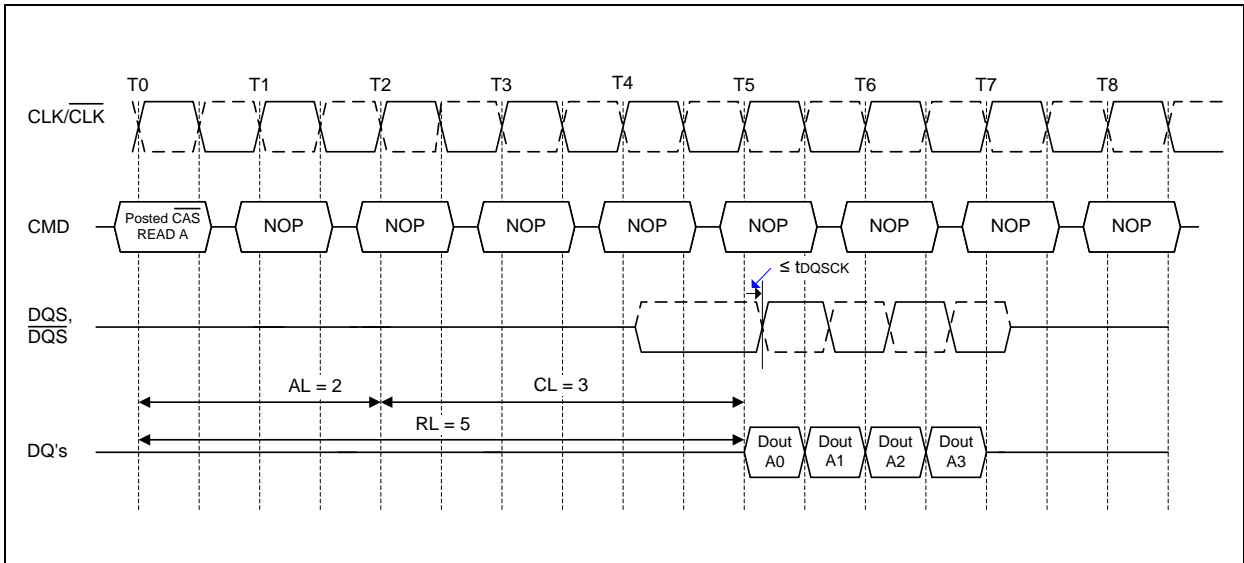 T0 T1 T2 T3 T4 T5 T6 T7 T8
CLK/CLK
CMD
Posted CAS
READ A
NOP NOP NOP NOP NOP NOP NOP NOP
≤ tDQSCK
DQS,
DQS
AL = 2 CL = 3
RL = 5
DQ's
Dout
A0
Dout
A1
Dout
A2
Dout
A3